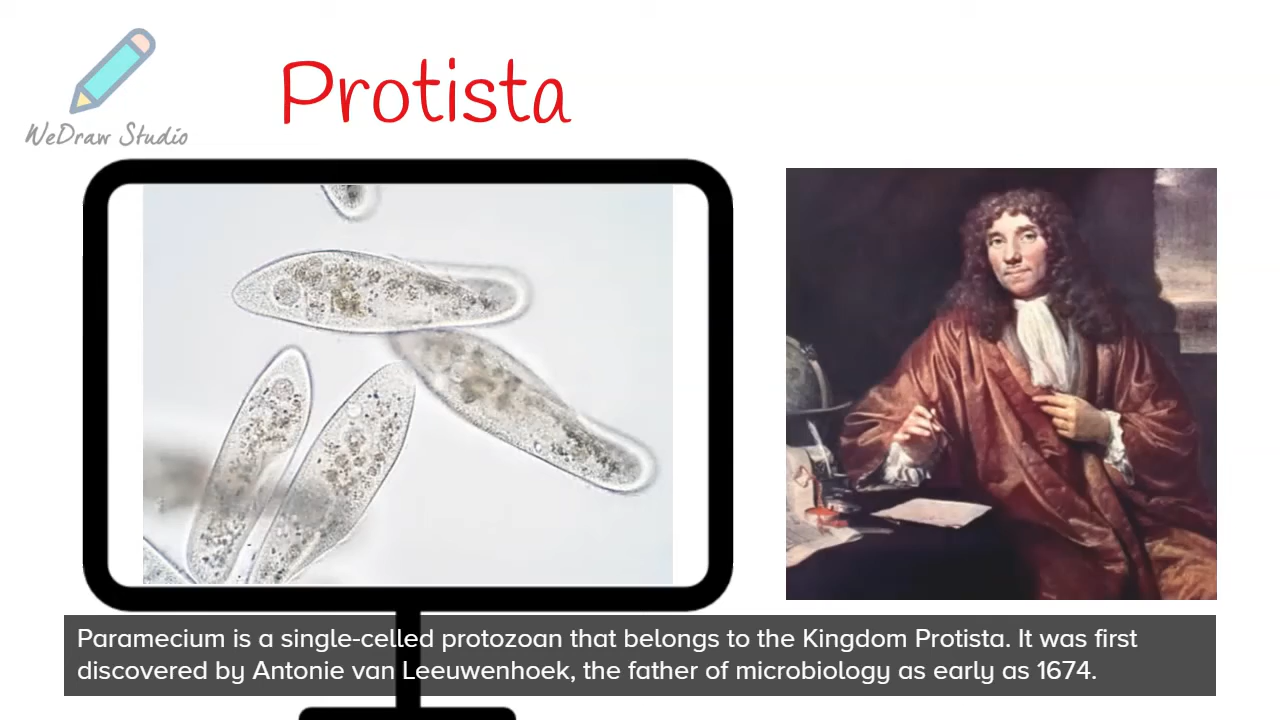 Protista
WeDraw Studio
Paramecium is a single-celled protozoan that belongs to the Kingdom Protista. It was first
discovered by Antonie van Leeuwenhoek, the father of microbiology as early as 1674.